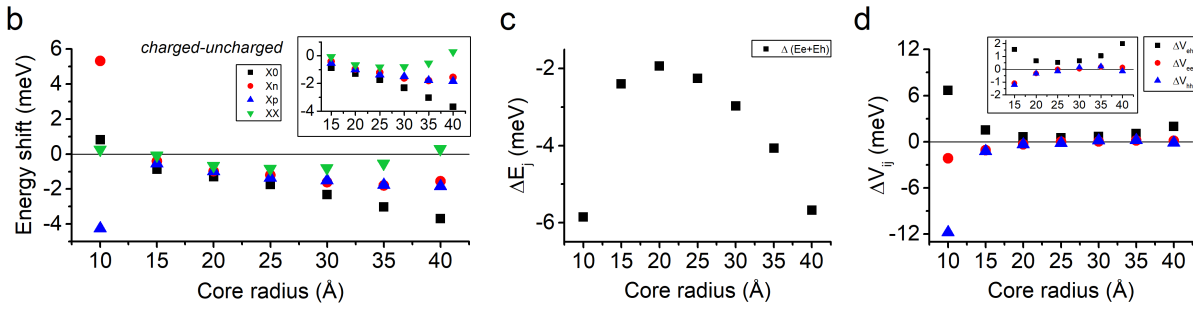 b
charged-uncharged
X0
Xn
Xp
XX
0
-2
-4
15 20 25 30 35 40
6
4
2
0
-2
-4
Energy shift (meV)
10 15 20 25 30 35 40
Core radius (Å)
c
Δ (Ee+Eh)
-2
-4
-6
ΔE_j (meV)
10 15 20 25 30 35 40
Core radius (Å)
d
ΔV_eh
ΔV_ee
ΔV_hh
2
1
0
-1
-2
15 20 25 30 35 40
12
6
0
-6
-12
ΔV_ij (meV)
10 15 20 25 30 35 40
Core radius (Å)